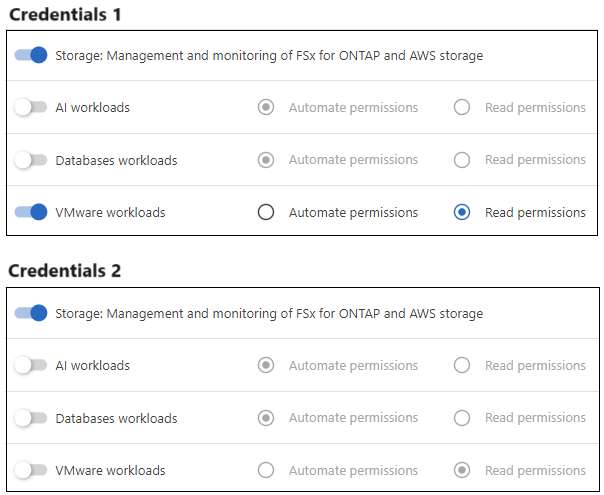 Credentials 1
Storage: Management and monitoring of FSx for ONTAP and AWS storage
AI workloads Automate permissions Read permissions
Databases workloads Automate permissions Read permissions
VMware workloads Automate permissions Read permissions
Credentials 2
Storage: Management and monitoring of FSx for ONTAP and AWS storage
AI workloads Automate permissions Read permissions
Databases workloads Automate permissions Read permissions
VMware workloads Automate permissions Read permissions